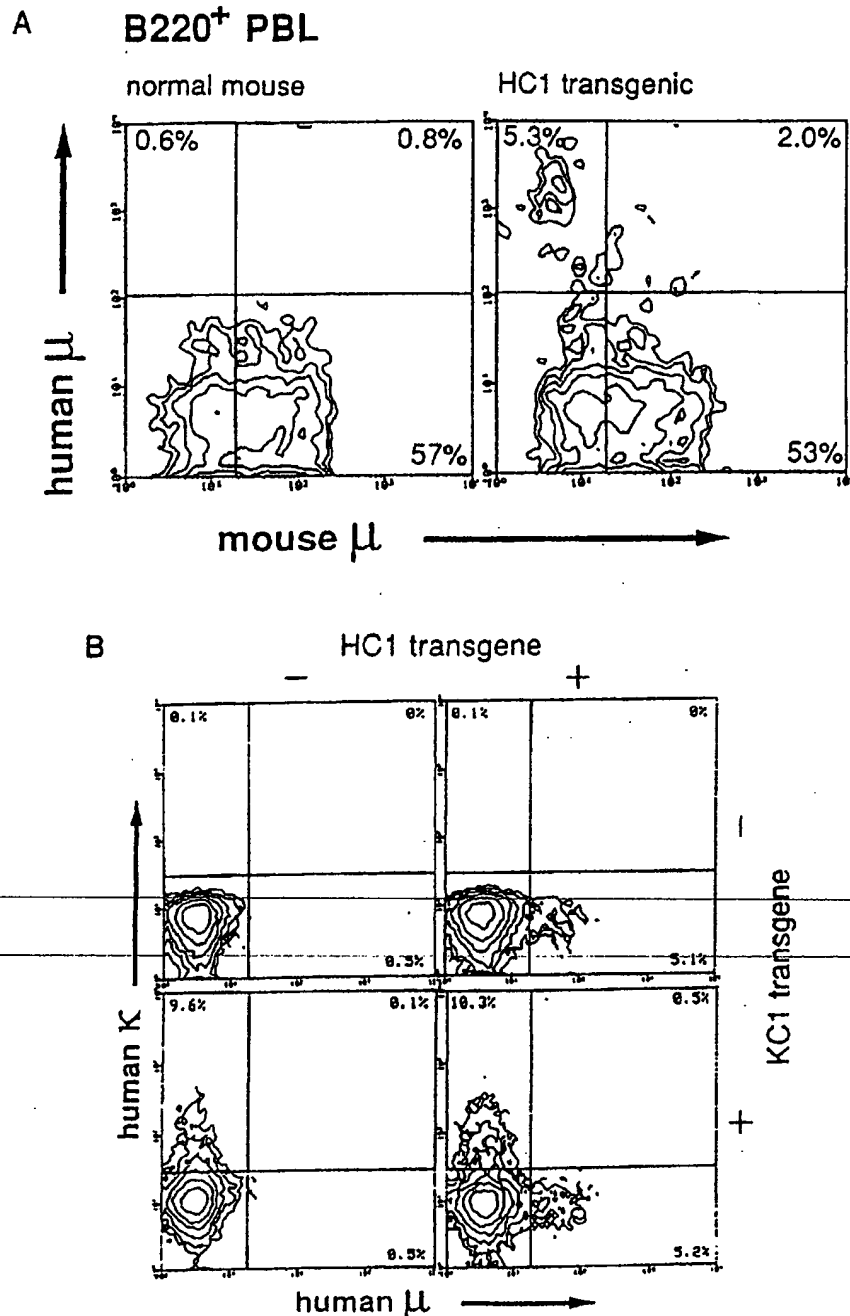 A
B220+ PBL
normal mouse
HC1 transgenic
0.6% 0.8%
5.3% 2.0%
57%
53%
human μ
mouse μ
B
HC1 transgene
− +
0.1% 0%
0.1% 0%
0.5%
5.1%
−
9.6% 0.1%
10.3% 0.5%
+
0.5%
5.2%
human K
KC1 transgene
human μ